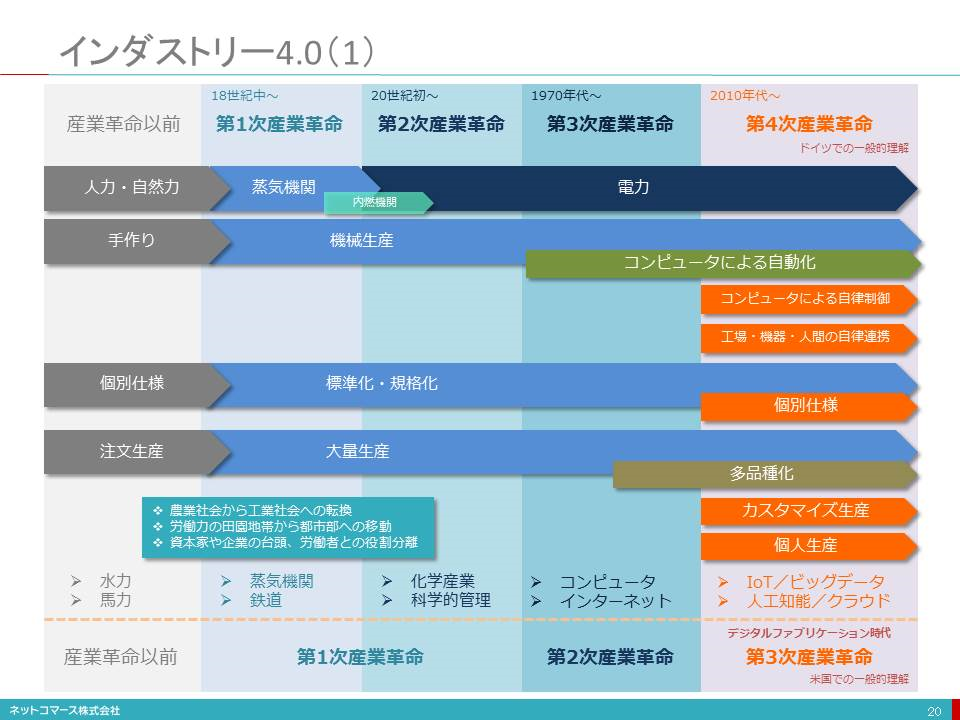 インダストリー4.0(1)
18世紀中～
20世紀初～
1970年代～
2010年代～
産業革命以前
第1次産業革命
第2次産業革命
第3次産業革命
第4次産業革命
ドイツでの一般的理解
人力・自然力
蒸気機関
電力
内燃機関
手作り
機械生産
コンピュータによる自動化
コンピュータによる自律制御
工場・機器・人間の自律連携
個別仕様
標準化・規格化
個別仕様
注文生産
大量生産
多品種化
カスタマイズ生産
個人生産
❖ 農業社会から工業社会への転換
❖ 労働力の田園地帯から都市部への移動
❖ 資本家や企業の台頭、労働者との役割分離
➢ 水力
➢ 馬力
➢ 蒸気機関
➢ 鉄道
➢ 化学産業
➢ 科学的管理
➢ コンピュータ
➢ インターネット
➢ IoT／ビッグデータ
➢ 人工知能／クラウド
産業革命以前
第1次産業革命
第2次産業革命
デジタルファブリケーション時代
第3次産業革命
米国での一般的理解
ネットコマース株式会社
20